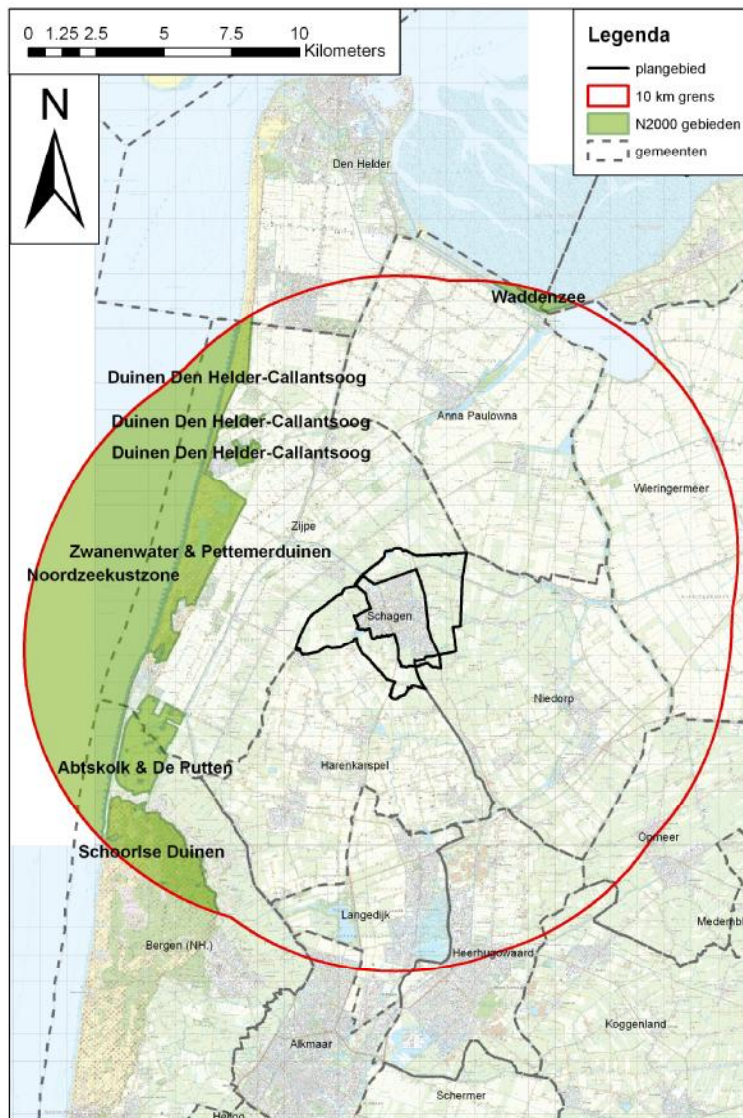 0 1.25 2.5 5 7.5 10
Kilometers
N
Legenda
plangebied
10 km grens
N2000 gebieden
gemeenten
Den Helder
Waddenzee
Duinen Den Helder-Callantsoog
Anna Paulowna
Duinen Den Helder-Callantsoog
Duinen Den Helder-Callantsoog
Wieringermeer
Zijpe
Zwanenwater & Pettemerduinen
Noordzeekustzone
Schagen
Niedorp
Harenkarspel
Abtskolk & De Putten
Opmeer
Schoorlse Duinen
Langedijk
Medembl
Bergen (NH.)
Heerhugowaard
Koggenland
Alkmaar
Schermer